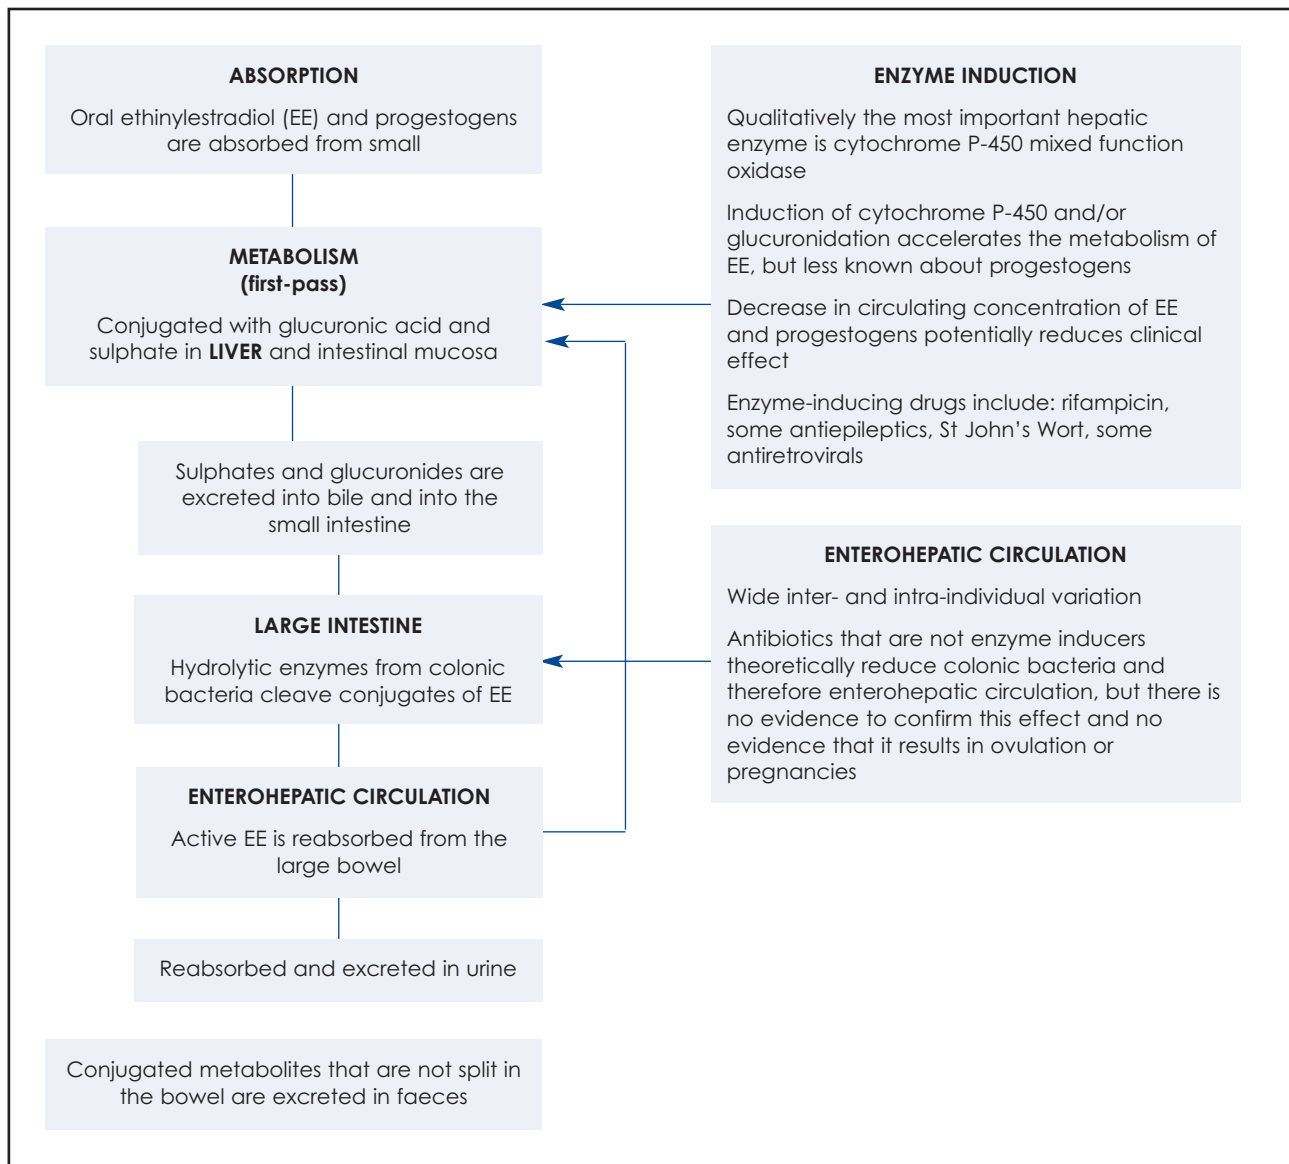 ABSORPTION
Oral ethinylestradiol (EE) and progestogens
are absorbed from small
METABOLISM
(first-pass)
Conjugated with glucuronic acid and
sulphate in LIVER and intestinal mucosa
Sulphates and glucuronides are
excreted into bile and into the
small intestine
LARGE INTESTINE
Hydrolytic enzymes from colonic
bacteria cleave conjugates of EE
ENTEROHEPATIC CIRCULATION
Active EE is reabsorbed from the
large bowel
Reabsorbed and excreted in urine
Conjugated metabolites that are not split in
the bowel are excreted in faeces
ENZYME INDUCTION
Qualitatively the most important hepatic
enzyme is cytochrome P-450 mixed function
oxidase
Induction of cytochrome P-450 and/or
glucuronidation accelerates the metabolism of
EE, but less known about progestogens
Decrease in circulating concentration of EE
and progestogens potentially reduces clinical
effect
Enzyme-inducing drugs include: rifampicin,
some antiepileptics, St John’s Wort, some
antiretrovirals
ENTEROHEPATIC CIRCULATION
Wide inter- and intra-individual variation
Antibiotics that are not enzyme inducers
theoretically reduce colonic bacteria and
therefore enterohepatic circulation, but there is
no evidence to confirm this effect and no
evidence that it results in ovulation or
pregnancies